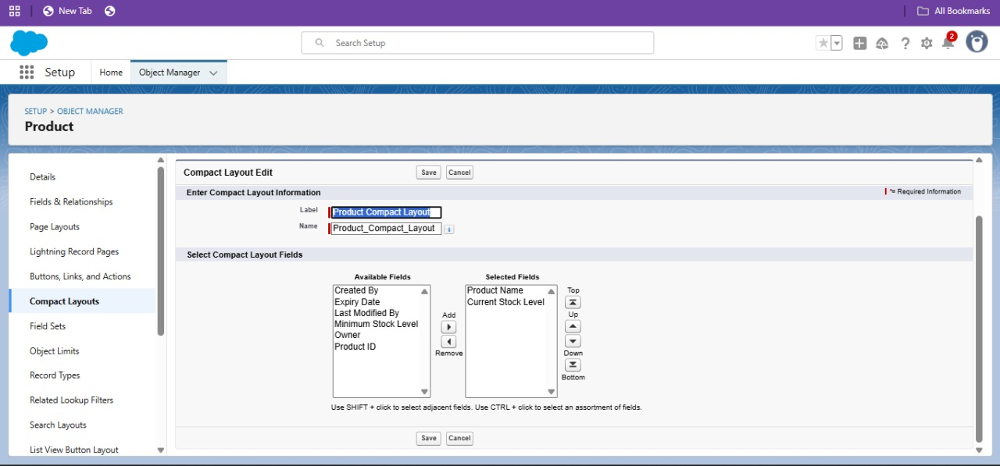 New Tab
All Bookmarks
Search Setup
2
Setup
Home
Object Manager
SETUP > OBJECT MANAGER
Product
Details
Fields & Relationships
Page Layouts
Lightning Record Pages
Buttons, Links, and Actions
Compact Layouts
Field Sets
Object Limits
Record Types
Related Lookup Filters
Search Layouts
List View Button Layout
Compact Layout Edit
Save
Cancel
Enter Compact Layout Information
*= Required Information
Label
Product Compact Layout
Name
Product_Compact_Layout
i
Select Compact Layout Fields
Available Fields
Created By
Expiry Date
Last Modified By
Minimum Stock Level
Owner
Product ID
Add
Remove
Selected Fields
Product Name
Current Stock Level
Top
Up
Down
Bottom
Use SHIFT + click to select adjacent fields. Use CTRL + click to select an assortment of fields.
Save
Cancel